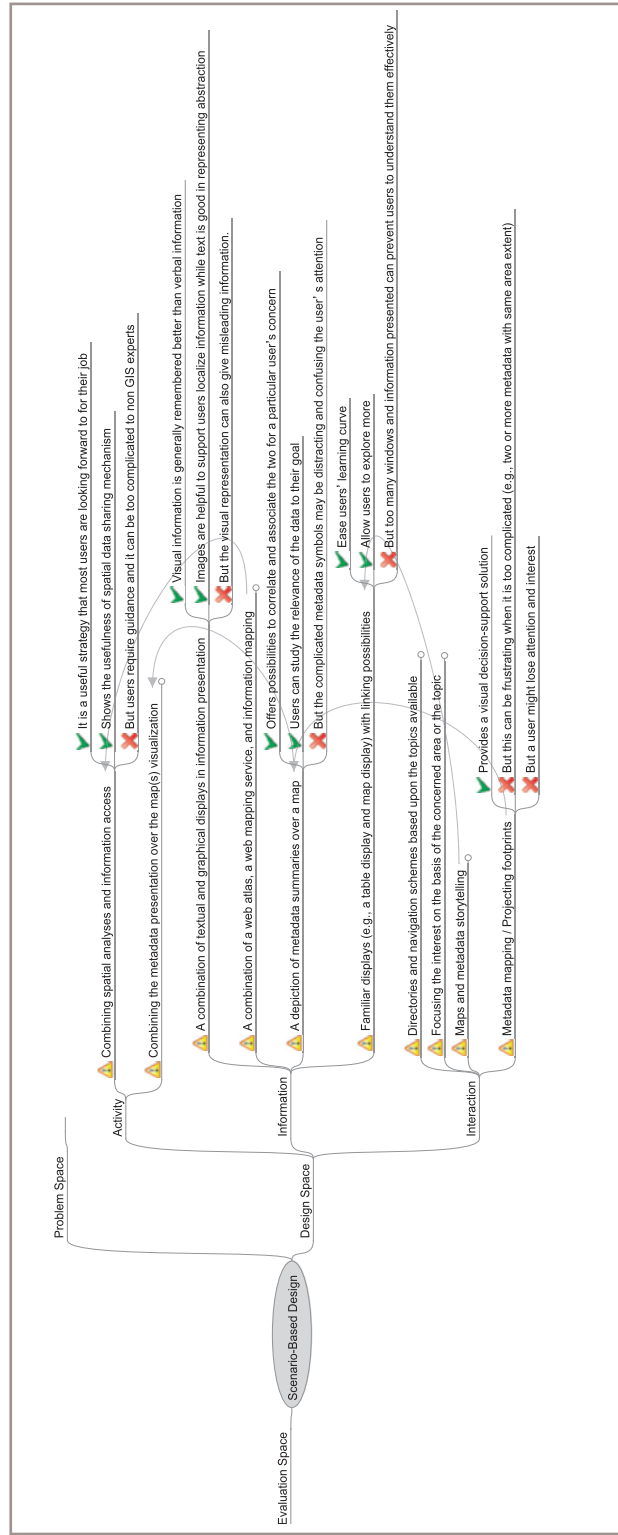 Evaluation Space
Scenario-Based Design
Problem Space
Design Space
Activity
Combining spatial analyses and information access
It is a useful strategy that most users are looking forward to for their job
Shows the usefulness of spatial data sharing mechanism
But users require guidance and it can be too complicated to non GIS experts
Combining the metadata presentation over the map(s) visualization
Information
A combination of textual and graphical displays in information presentation
Visual information is generally remembered better than verbal information
Images are helpful to support users localize information while text is good in representing abstraction
But the visual representation can also give misleading information.
A combination of a web atlas, a web mapping service, and information mapping
A depiction of metadata summaries over a map
Offers possibilities to correlate and associate the two for a particular user's concern
Users can study the relevance of the data to their goal
But the complicated metadata symbols may be distracting and confusing the user' s attention
Familiar displays (e.g., a table display and map display) with linking possibilities
Ease users' learning curve
Allow users to explore more
But too many windows and information presented can prevent users to understand them effectively
Interaction
Directories and navigation schemes based upon the topics available
Focusing the interest on the basis of the concerned area or the topic
Maps and metadata storytelling
Metadata mapping / Projecting footprints
Provides a visual decision-support solution
But this can be frustrating when it is too complicated (e.g., two or more metadata with same area extent)
But a user might lose attention and interest